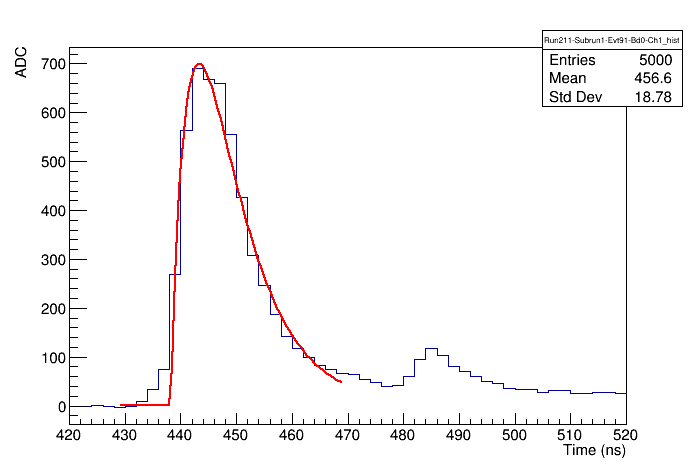 Run211-Subrun1-Evt91-Bd0-Ch1_hist
Entries 5000
Mean 456.6
Std Dev 18.78
ADC
700
600
500
400
300
200
100
0
420 430 440 450 460 470 480 490 500 510 520
Time (ns)